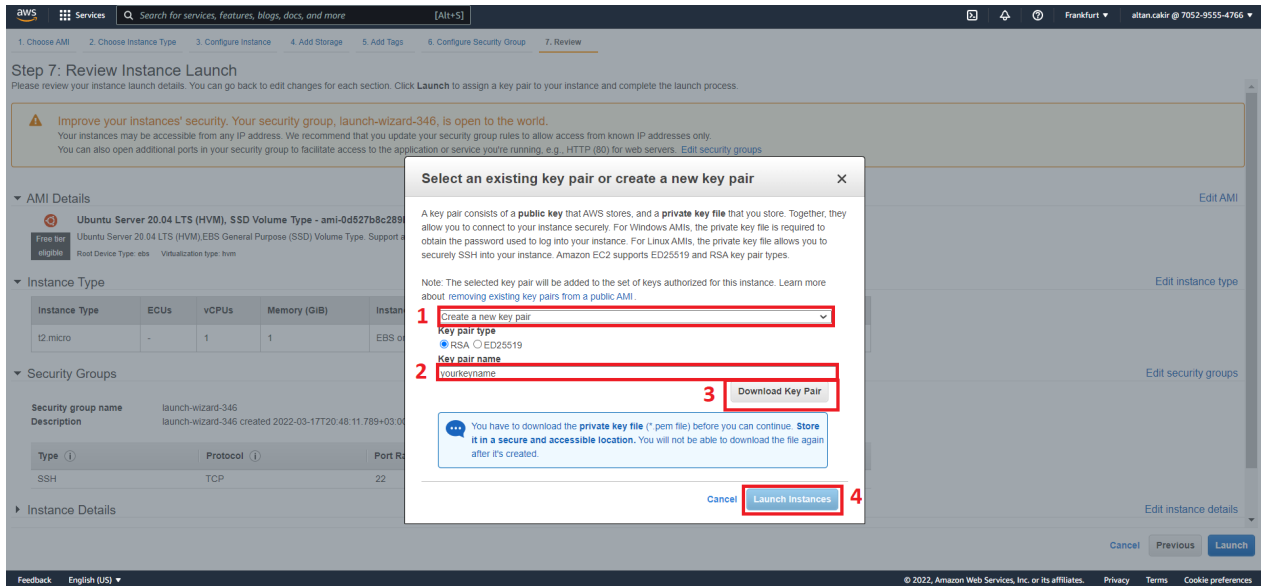 aws Services Search for services, features, blogs, docs, and more [Alt+S] Frankfurt ▼ altan.cakir @ 7052-9555-4766 ▼
1. Choose AMI 2. Choose Instance Type 3. Configure Instance 4. Add Storage 5. Add Tags 6. Configure Security Group 7. Review
Step 7: Review Instance Launch
Please review your instance launch details. You can go back to edit changes for each section. Click Launch to assign a key pair to your instance and complete the launch process.
Improve your instances' security. Your security group, launch-wizard-346, is open to the world.
Your instances may be accessible from any IP address. We recommend that you update your security group rules to allow access from known IP addresses only.
You can also open additional ports in your security group to facilitate access to the application or service you're running, e.g., HTTP (80) for web servers. Edit security groups
AMI Details Edit AMI
Ubuntu Server 20.04 LTS (HVM), SSD Volume Type - ami-0d527b8c289
Free tier eligible
Ubuntu Server 20.04 LTS (HVM),EBS General Purpose (SSD) Volume Type. Support a
Root Device Type: ebs Virtualization type: hvm
Instance Type Edit instance type
Instance Type ECUs vCPUs Memory (GiB) Instan
t2.micro - 1 1 EBS o
Security Groups Edit security groups
Security group name launch-wizard-346
Description launch-wizard-346 created 2022-03-17T20:48:11.789+03:00
Type Protocol Port Ra
SSH TCP 22
Instance Details Edit instance details
Select an existing key pair or create a new key pair ×
A key pair consists of a public key that AWS stores, and a private key file that you store. Together, they
allow you to connect to your instance securely. For Windows AMIs, the private key file is required to
obtain the password used to log into your instance. For Linux AMIs, the private key file allows you to
securely SSH into your instance. Amazon EC2 supports ED25519 and RSA key pair types.
Note: The selected key pair will be added to the set of keys authorized for this instance. Learn more
about removing existing key pairs from a public AMI.
1 Create a new key pair
Key pair type
RSA ED25519
Key pair name
2 yourkeyname
3 Download Key Pair
You have to download the private key file (*.pem file) before you can continue. Store
it in a secure and accessible location. You will not be able to download the file again
after it's created.
Cancel Launch Instances 4
Cancel Previous Launch
Feedback English (US) ▼ © 2022, Amazon Web Services, Inc. or its affiliates. Privacy Terms Cookie preferences